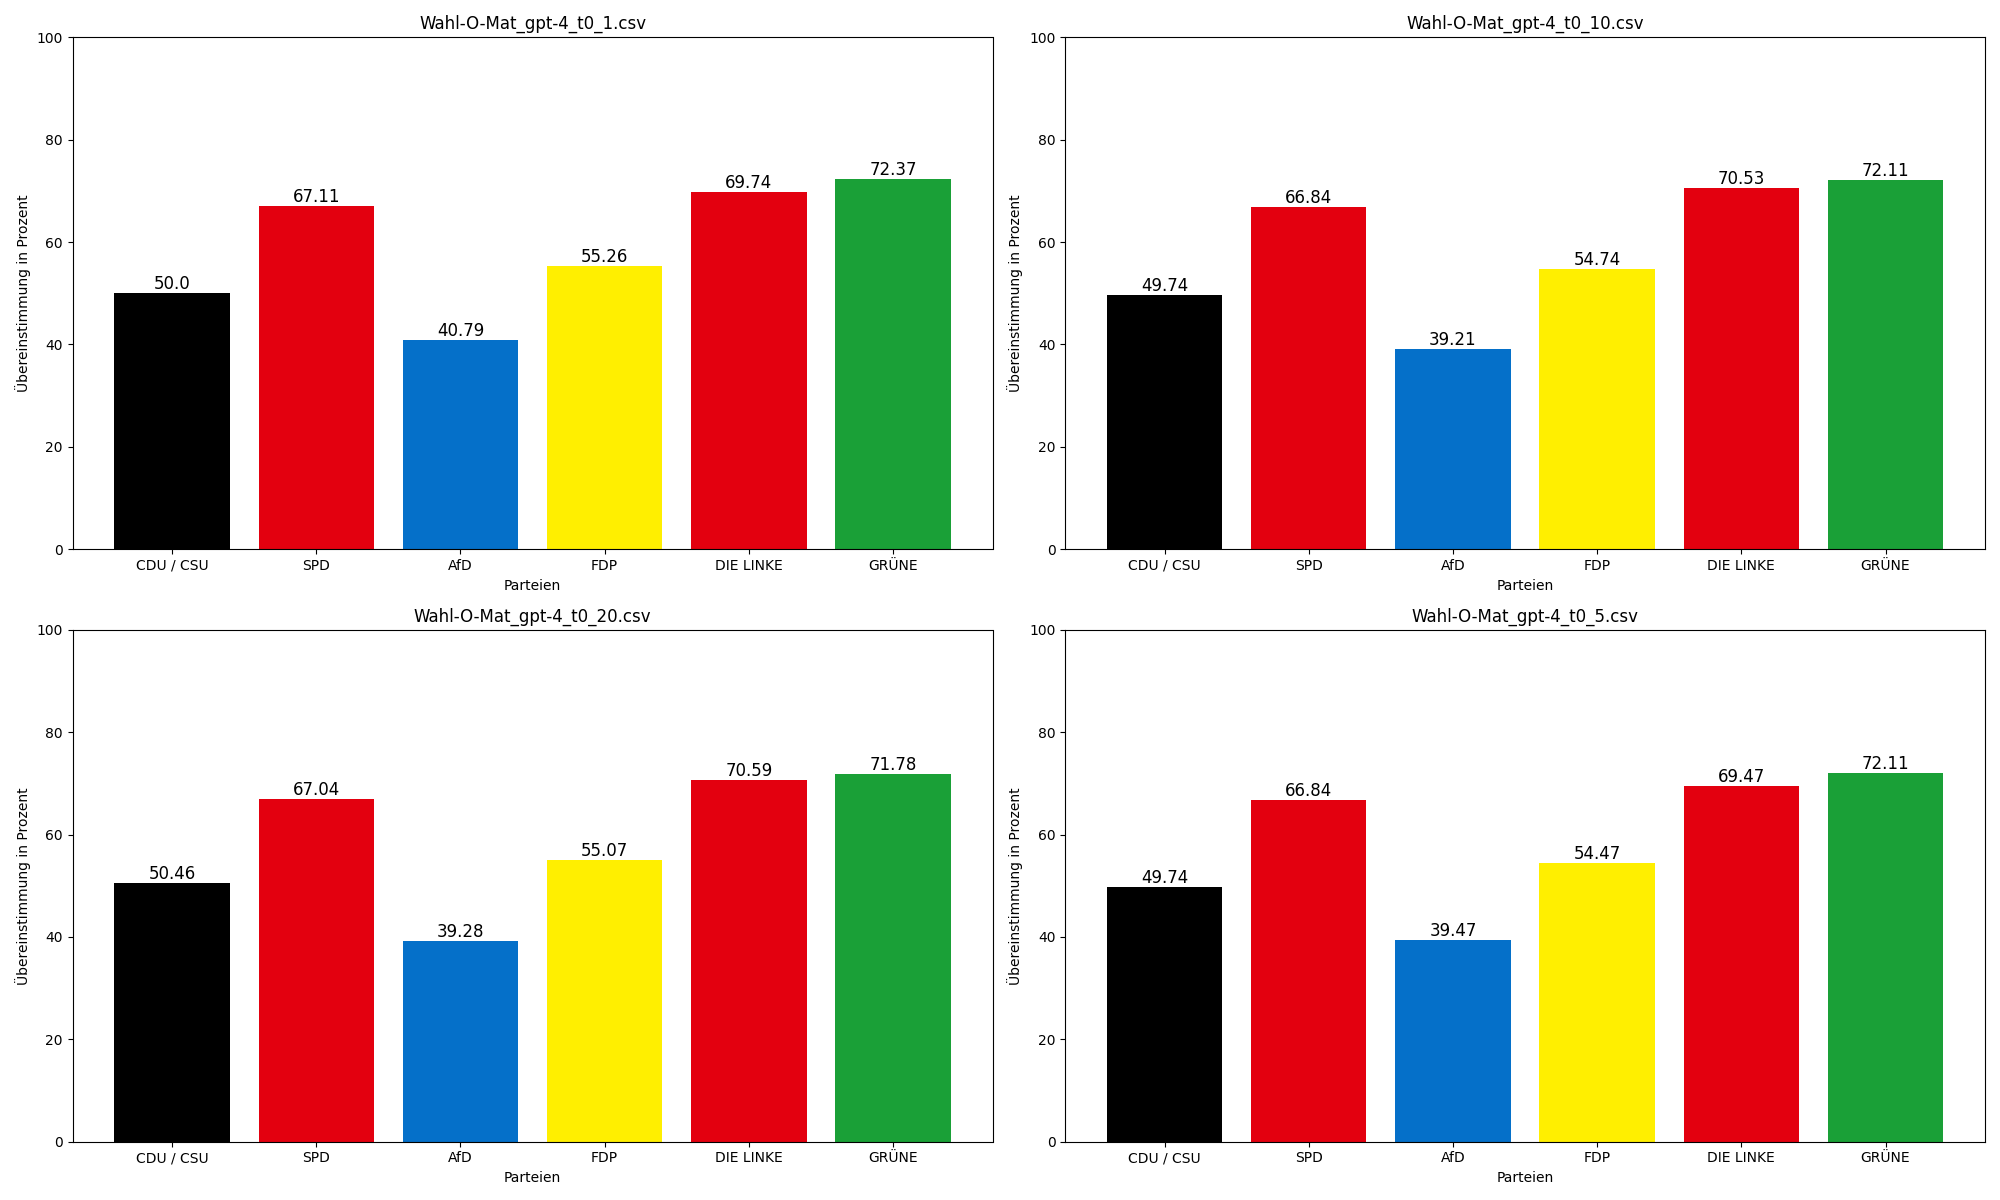 Wahl-O-Mat_gpt-4_t0_1.csv
Übereinstimmung in Prozent
100
80
60
40
20
0
50.0
67.11
40.79
55.26
69.74
72.37
CDU / CSU
SPD
AfD
FDP
DIE LINKE
GRÜNE
Parteien
Wahl-O-Mat_gpt-4_t0_10.csv
Übereinstimmung in Prozent
100
80
60
40
20
0
49.74
66.84
39.21
54.74
70.53
72.11
CDU / CSU
SPD
AfD
FDP
DIE LINKE
GRÜNE
Parteien
Wahl-O-Mat_gpt-4_t0_20.csv
Übereinstimmung in Prozent
100
80
60
40
20
0
50.46
67.04
39.28
55.07
70.59
71.78
CDU / CSU
SPD
AfD
FDP
DIE LINKE
GRÜNE
Parteien
Wahl-O-Mat_gpt-4_t0_5.csv
Übereinstimmung in Prozent
100
80
60
40
20
0
49.74
66.84
39.47
54.47
69.47
72.11
CDU / CSU
SPD
AfD
FDP
DIE LINKE
GRÜNE
Parteien